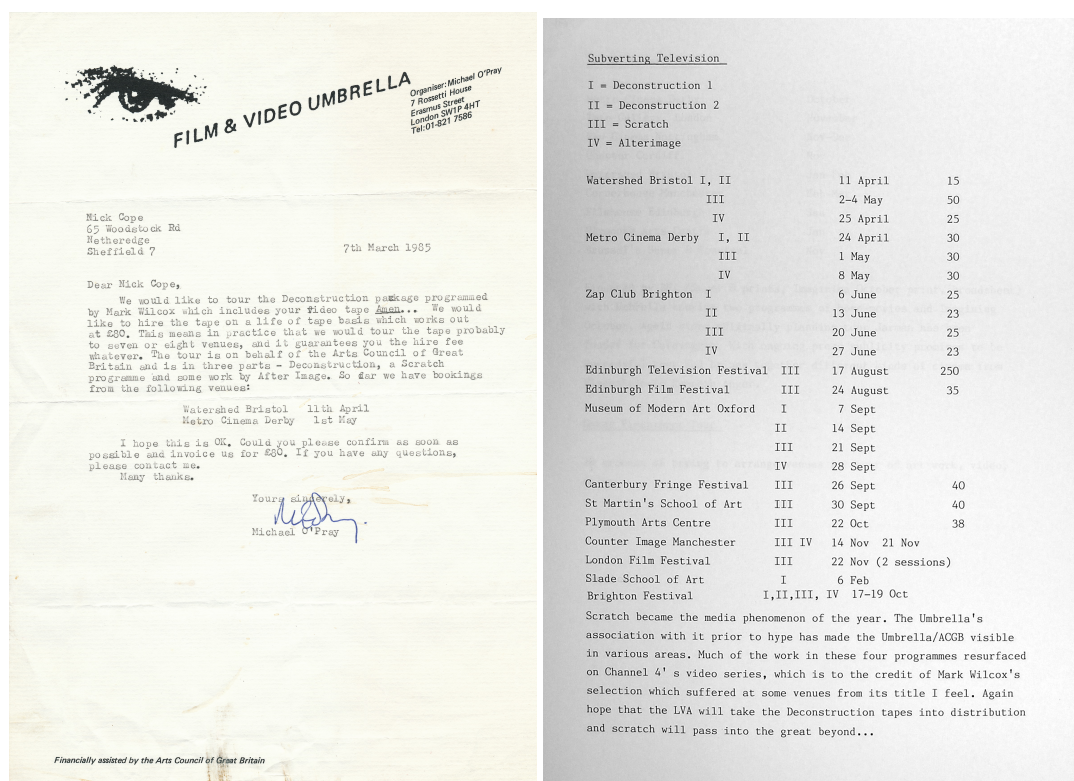 FILM & VIDEO UMBRELLA
Organiser: Michael O'Pray
7 Rossetti House
Erasmus Street
London SW1P 4HT
Tel:01-821 7586
Nick Cope
65 Woodstock Rd
Netheredge
Sheffield 7
7th March 1985
Dear Nick Cope,
We would like to tour the Deconstruction package programmed
by Mark Wilcox which includes your video tape Amen... We would
like to hire the tape on a life of tape basis which works out
at £80. This means in practice that we would tour the tape probably
to seven or eight venues, and it guarantees you the hire fee
whatever. The tour is on behalf of the Arts Council of Great
Britain and is in three parts - Deconstruction, a Scratch
programme and some work by After Image. So dar we have bookings
from the following venues:
Watershed Bristol 11th April
Metro Cinema Derby 1st May
I hope this is OK. Could you please confirm as soon as
possible and invoice us for £80. If you have any questions,
please contact me.
Many thanks.
Yours sincerely,
Michael O'Pray
Financially assisted by the Arts Council of Great Britain
Subverting Television
I = Deconstruction 1
II = Deconstruction 2
III = Scratch
IV = Alterimage
Watershed Bristol I, II 11 April 15
III 2-4 May 50
IV 25 April 25
Metro Cinema Derby I, II 24 April 30
III 1 May 30
IV 8 May 30
Zap Club Brighton I 6 June 25
II 13 June 23
III 20 June 25
IV 27 June 23
Edinburgh Television Festival III 17 August 250
Edinburgh Film Festival III 24 August 35
Museum of Modern Art Oxford I 7 Sept
II 14 Sept
III 21 Sept
IV 28 Sept
Canterbury Fringe Festival III 26 Sept 40
St Martin's School of Art III 30 Sept 40
Plymouth Arts Centre III 22 Oct 38
Counter Image Manchester III IV 14 Nov 21 Nov
London Film Festival III 22 Nov (2 sessions)
Slade School of Art I 6 Feb
Brighton Festival I,II,III, IV 17-19 Oct
Scratch became the media phenomenon of the year. The Umbrella's
association with it prior to hype has made the Umbrella/ACGB visible
in various areas. Much of the work in these four programmes resurfaced
on Channel 4' s video series, which is to the credit of Mark Wilcox's
selection which suffered at some venues from its title I feel. Again
hope that the LVA will take the Deconstruction tapes into distribution
and scratch will pass into the great beyond...